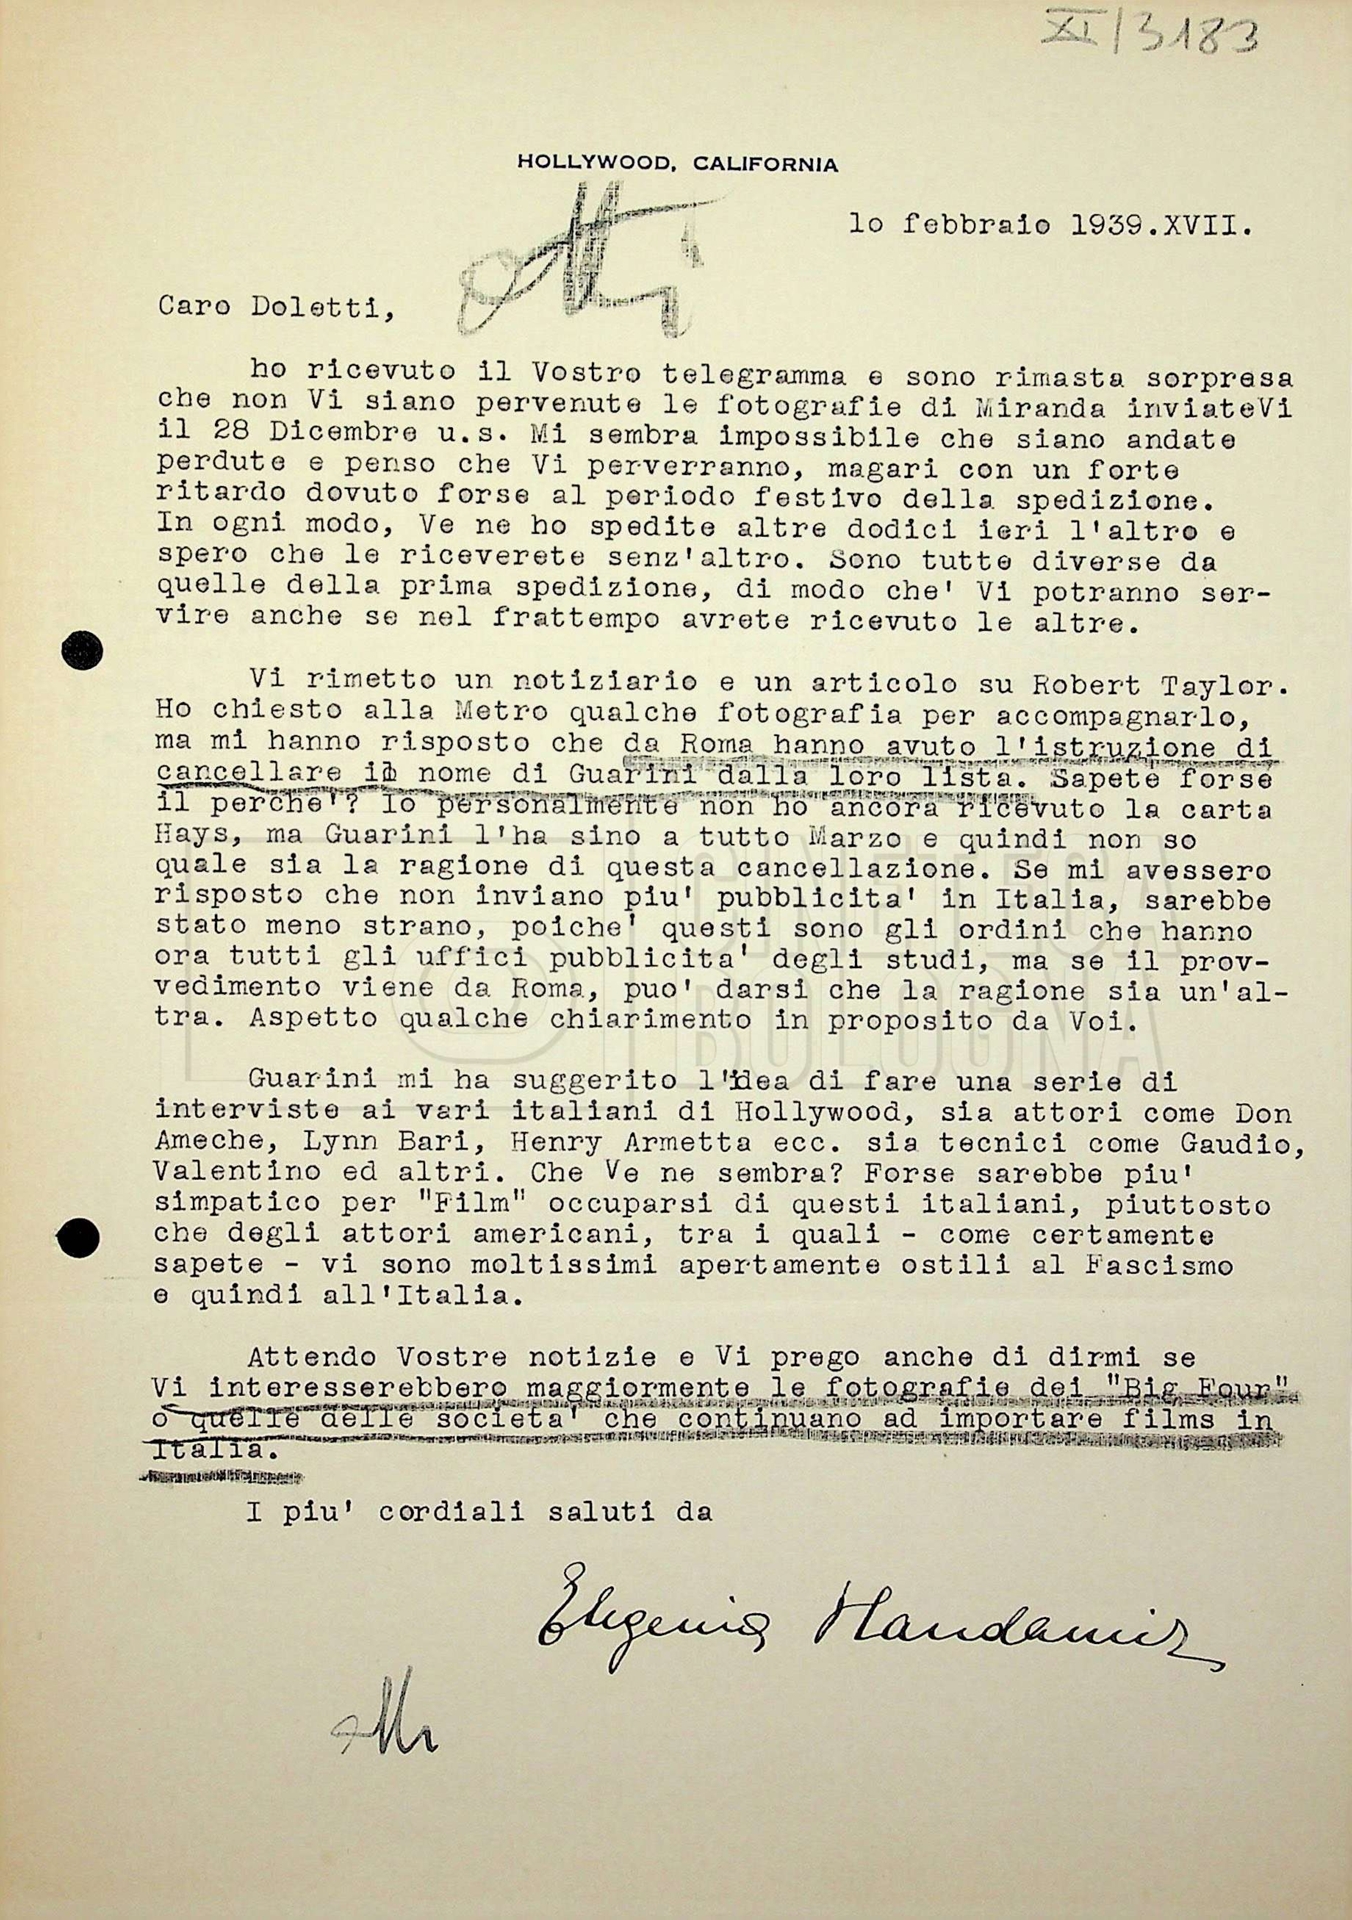 XI/3183
HOLLYWOOD, CALIFORNIA
lo febbraio 1939.XVII.
Caro Doletti,
ho ricevuto il Vostro telegramma e sono rimasta sorpresa
che non Vi siano pervenute le fotografie di Miranda inviateVi
il 28 Dicembre u.s. Mi sembra impossibile che siano andate
perdute e penso che Vi perverranno, magari con un forte
ritardo dovuto forse al periodo festivo della spedizione.
In ogni modo, Ve ne ho spedite altre dodici ieri l'altro e
spero che le riceverete senz'altro. Sono tutte diverse da
quelle della prima spedizione, di modo che' Vi potranno ser-
vire anche se nel frattempo avrete ricevuto le altre.
Vi rimetto un notiziario e un articolo su Robert Taylor.
Ho chiesto alla Metro qualche fotografia per accompagnarlo,
ma mi hanno risposto che da Roma hanno avuto l'istruzione di
cancellare il nome di Guarini dalla loro lista. Sapete forse
il perche'? Io personalmente non ho ancora ricevuto la carta
Hays, ma Guarini l'ha sino a tutto Marzo e quindi non so
quale sia la ragione di questa cancellazione. Se mi avessero
risposto che non inviano piu' pubblicita' in Italia, sarebbe
stato meno strano, poiche' questi sono gli ordini che hanno
ora tutti gli uffici pubblicita' degli studi, ma se il prov-
vedimento viene da Roma, puo' darsi che la ragione sia un'al-
tra. Aspetto qualche chiarimento in proposito da Voi.
Guarini mi ha suggerito l'idea di fare una serie di
interviste ai vari italiani di Hollywood, sia attori come Don
Ameche, Lynn Bari, Henry Armetta ecc. sia tecnici come Gaudio,
Valentino ed altri. Che Ve ne sembra? Forse sarebbe piu'
simpatico per "Film" occuparsi di questi italiani, piuttosto
che degli attori americani, tra i quali - come certamente
sapete - vi sono moltissimi apertamente ostili al Fascismo
e quindi all'Italia.
Attendo Vostre notizie e Vi prego anche di dirmi se
Vi interesserebbero maggiormente le fotografie dei "Big Four"
o quelle delle societa' che continuano ad importare films in
Italia.
I piu' cordiali saluti da
Eugenia Handamir
CINETECA
BOLOGNA